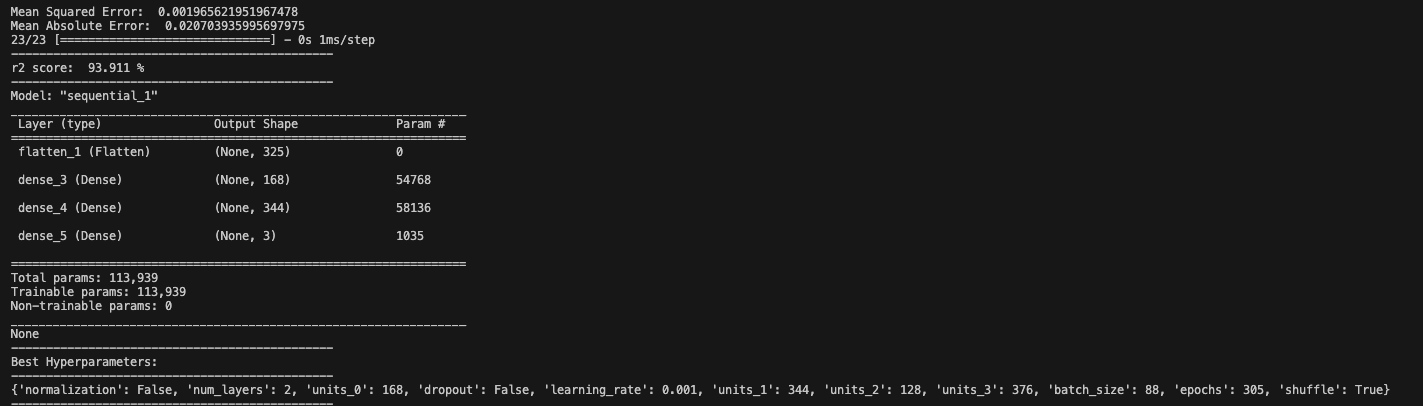 Mean Squared Error:  0.001965621951967478
Mean Absolute Error:  0.020703935995697975
23/23 [==============================] - 0s 1ms/step
----------------------------------------------
r2 score:  93.911 %
----------------------------------------------
Model: "sequential_1"
_________________________________________________________________
 Layer (type)                Output Shape              Param #
=================================================================
 flatten_1 (Flatten)         (None, 325)               0
 dense_3 (Dense)             (None, 168)               54768
 dense_4 (Dense)             (None, 344)               58136
 dense_5 (Dense)             (None, 3)                 1035
=================================================================
Total params: 113,939
Trainable params: 113,939
Non-trainable params: 0
_________________________________________________________________
None
----------------------------------------------
Best Hyperparameters:
----------------------------------------------
{'normalization': False, 'num_layers': 2, 'units_0': 168, 'dropout': False, 'learning_rate': 0.001, 'units_1': 344, 'units_2': 128, 'units_3': 376, 'batch_size': 88, 'epochs': 305, 'shuffle': True}
----------------------------------------------